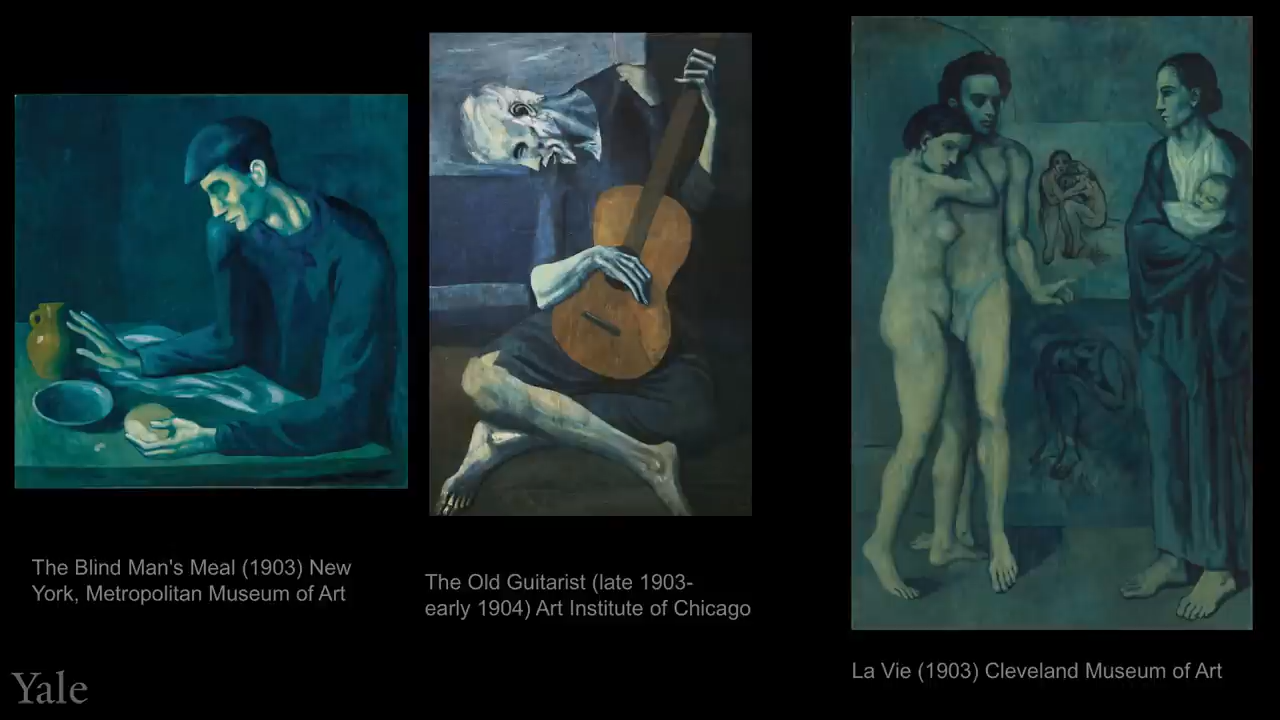 The Blind Man's Meal (1903) New
York, Metropolitan Museum of Art
The Old Guitarist (late 1903-
early 1904) Art Institute of Chicago
La Vie (1903) Cleveland Museum of Art
Yale